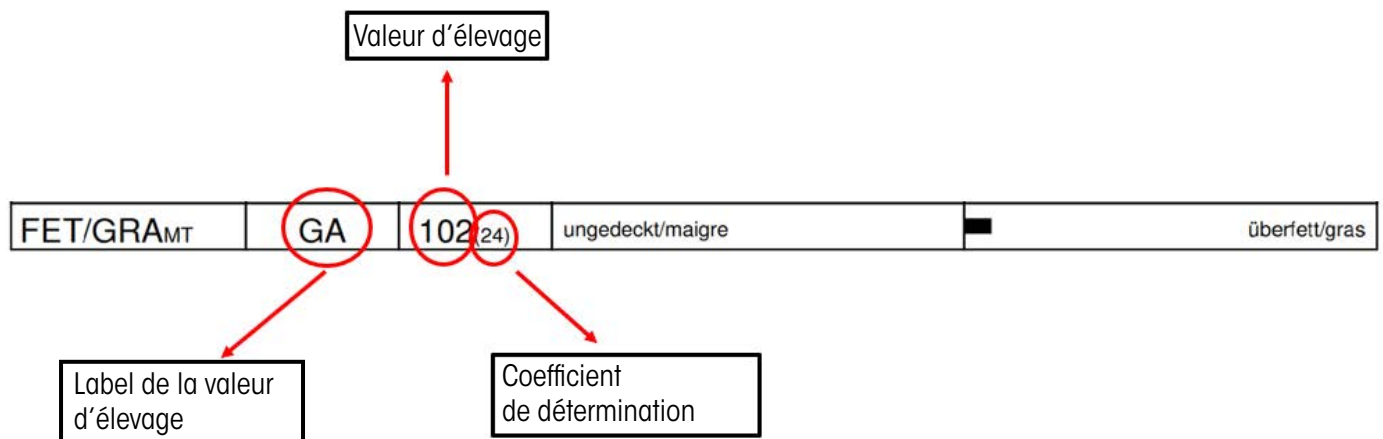 Valeur d’élevage
FET/GRAMT GA 102(24) ungedeckt/maigre überfett/gras
Label de la valeur
d’élevage
Coefficient
de détermination